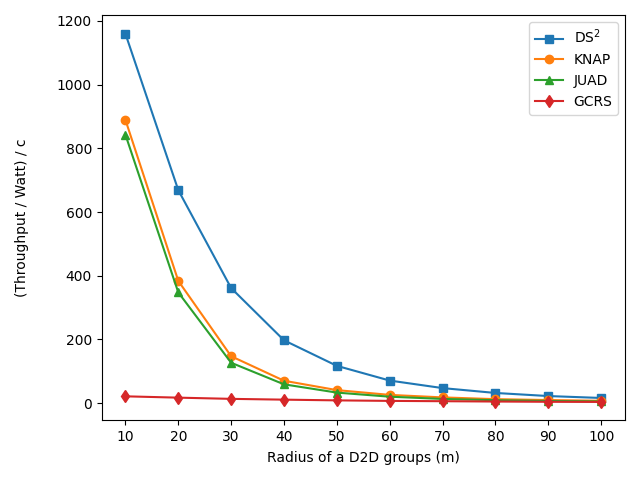 DS²
KNAP
JUAD
GCRS
(Throughput / Watt) / c
1200
1000
800
600
400
200
0
10 20 30 40 50 60 70 80 90 100
Radius of a D2D groups (m)